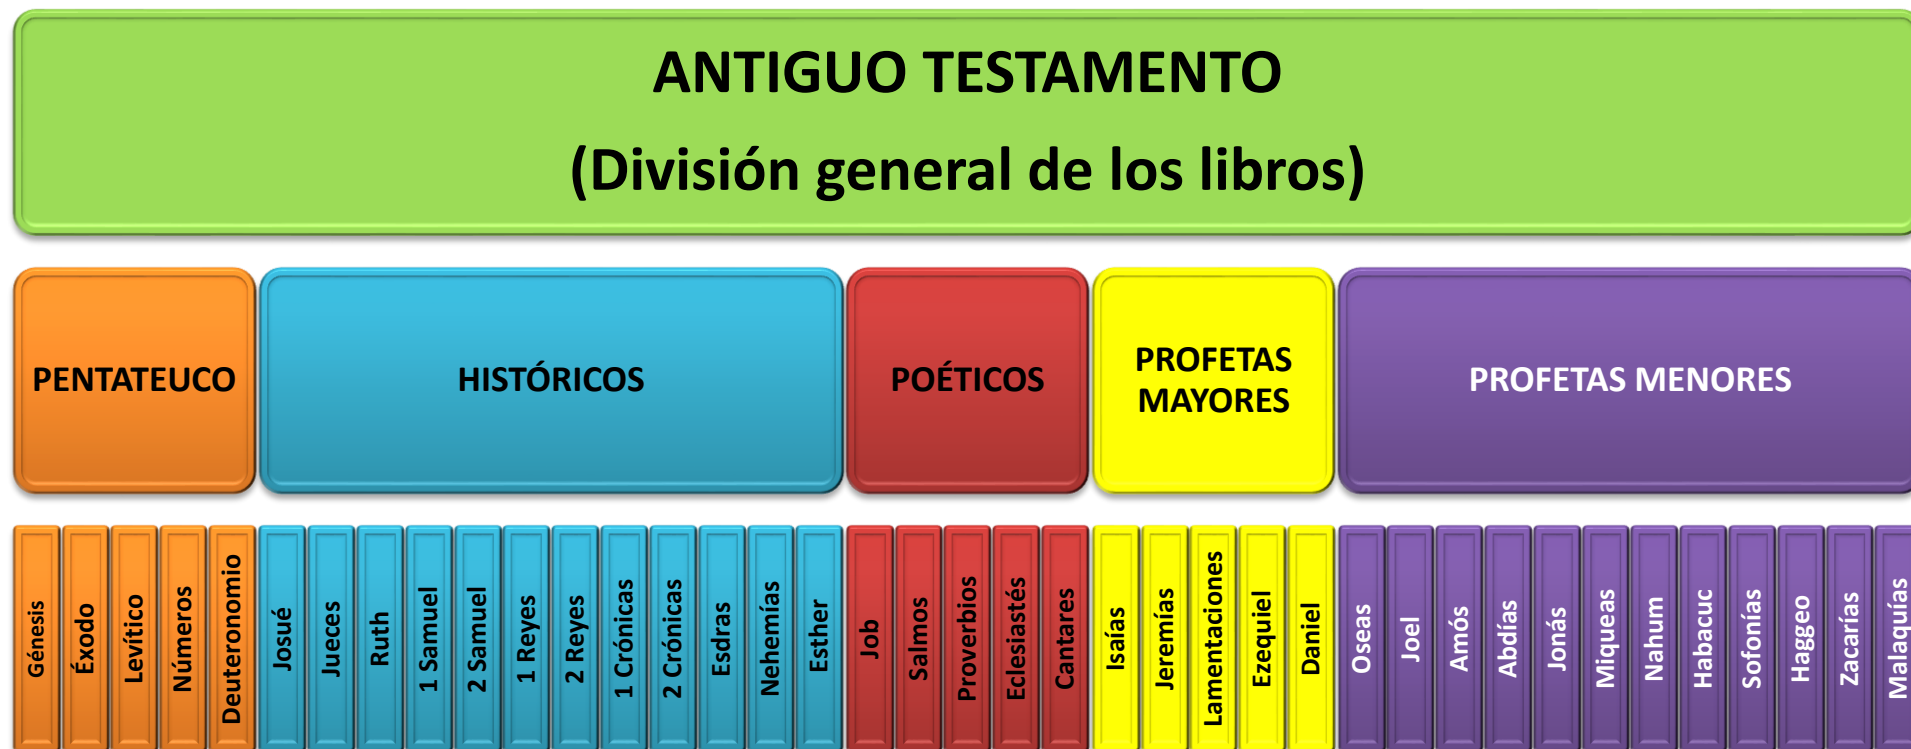 ANTIGUO TESTAMENTO
(División general de los libros)
PENTATEUCO
HISTÓRICOS
POÉTICOS
PROFETAS
MAYORES
PROFETAS MENORES
Génesis
Éxodo
Levítico
Números
Deuteronomio
Josué
Jueces
Ruth
1 Samuel
2 Samuel
1 Reyes
2 Reyes
1 Crónicas
2 Crónicas
Esdras
Nehemías
Esther
Job
Salmos
Proverbios
Eclesiastés
Cantares
Isaías
Jeremías
Lamentaciones
Ezequiel
Daniel
Oseas
Joel
Amós
Abdías
Jonás
Miqueas
Nahum
Habacuc
Sofonías
Haggeo
Zacarías
Malaquías